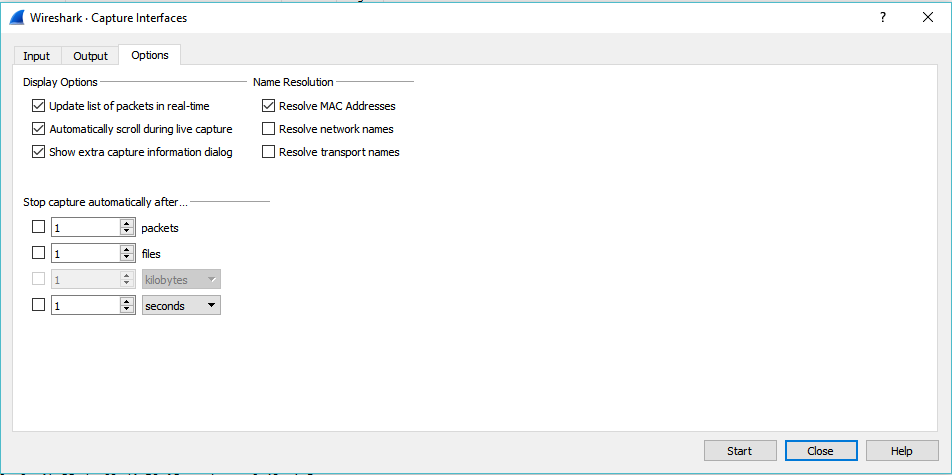 Wireshark · Capture Interfaces
?
Input Output Options
Display Options
Update list of packets in real-time
Automatically scroll during live capture
Show extra capture information dialog
Name Resolution
Resolve MAC Addresses
Resolve network names
Resolve transport names
Stop capture automatically after...
1 packets
1 files
1 kilobytes
1 seconds
Start Close Help